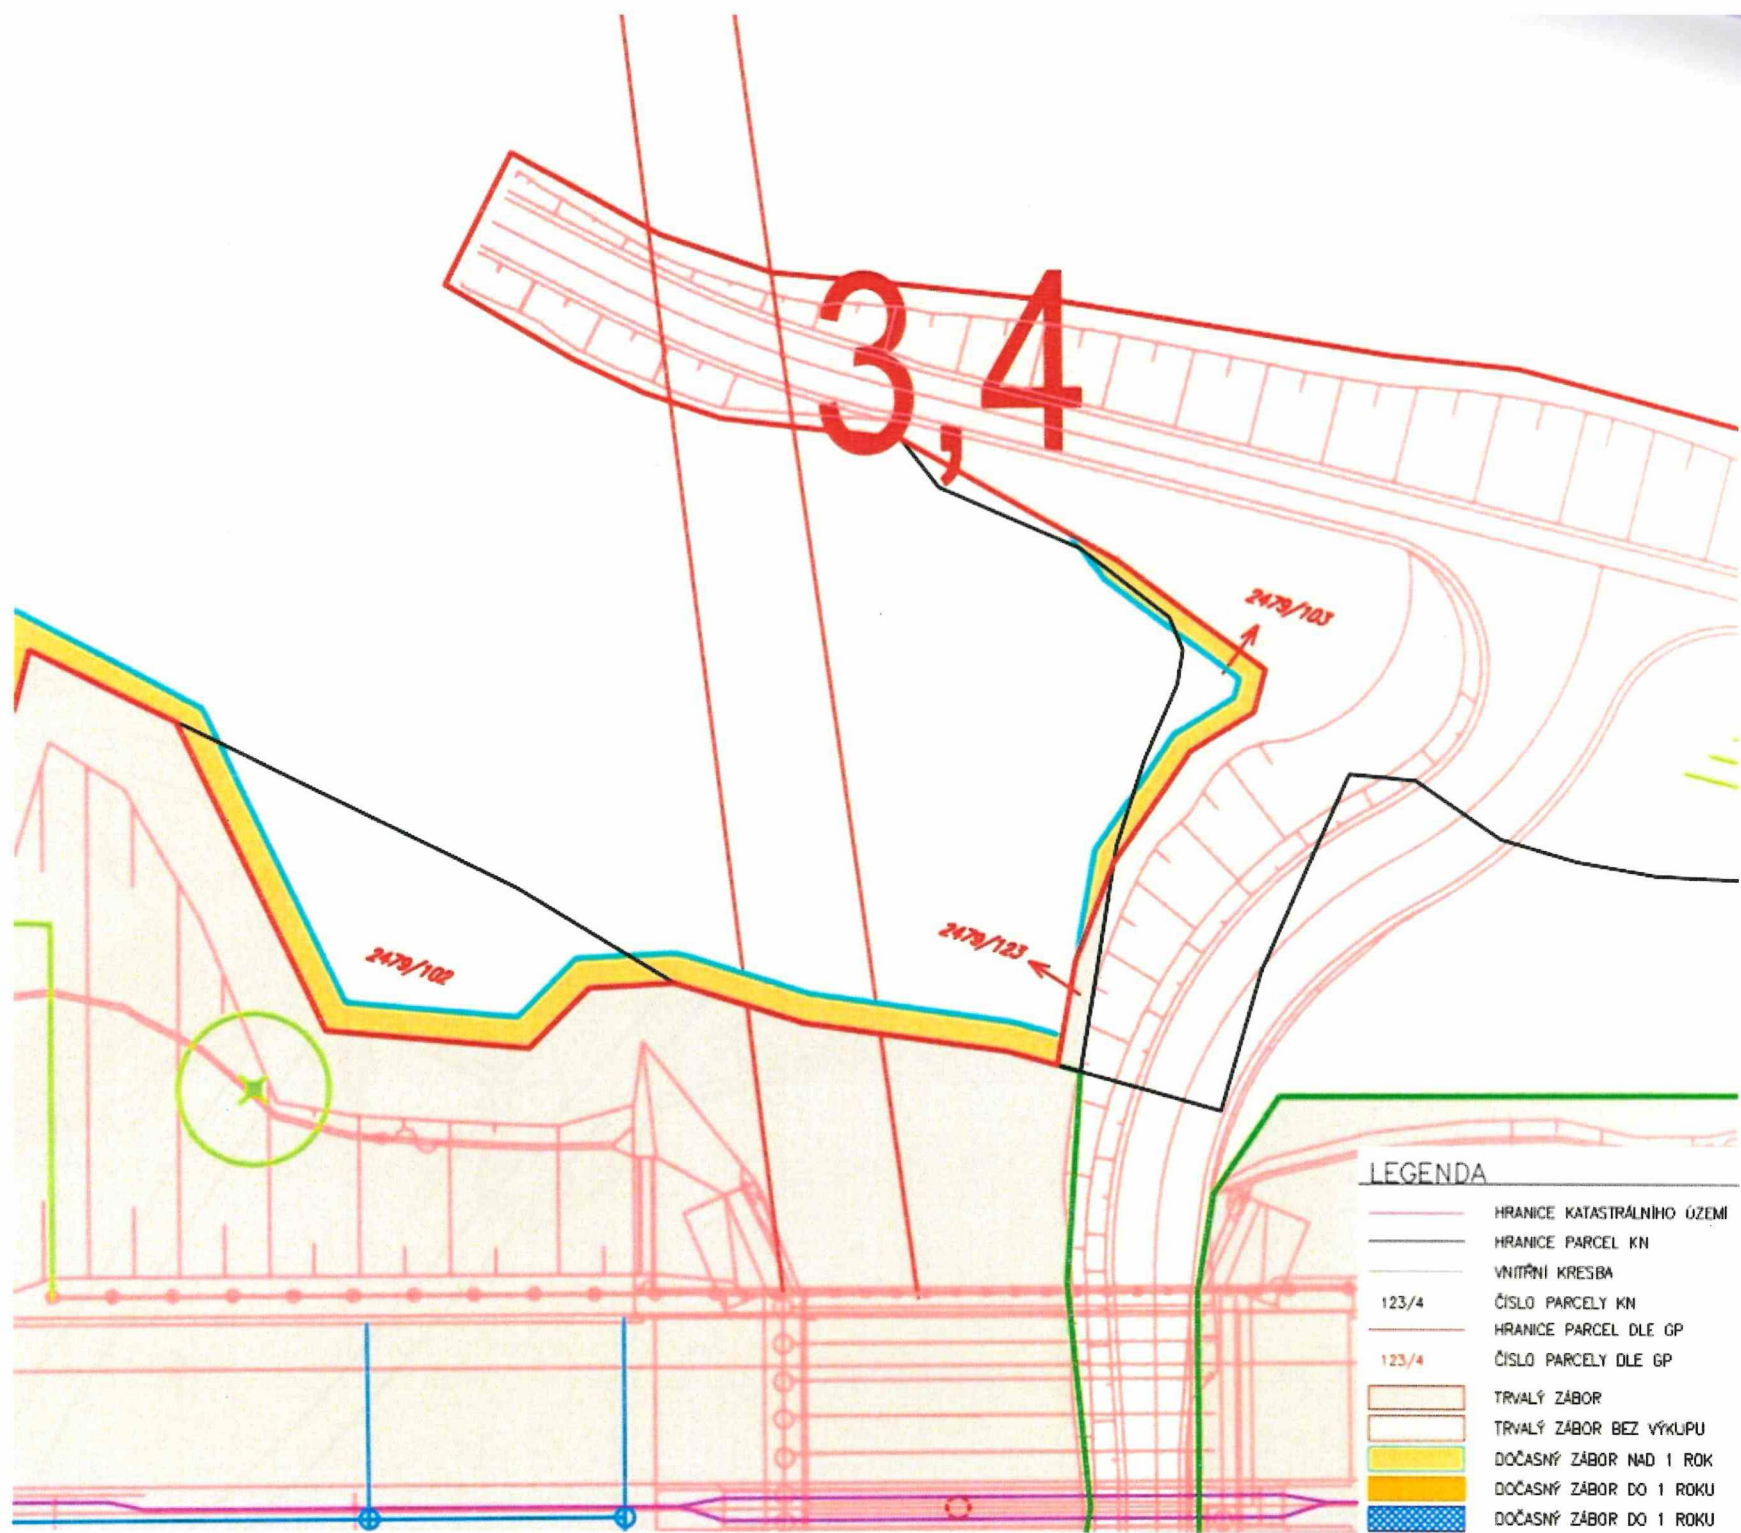 3,4
2479/103
2479/123
2479/102
LEGENDA
HRANICE KATASTRÁLNÍHO ÚZEMÍ
HRANICE PARCEL KN
VNITŘNÍ KRESBA
123/4 ČÍSLO PARCELY KN
HRANICE PARCEL DLE GP
123/4 ČÍSLO PARCELY DLE GP
TRVALÝ ZÁBOR
TRVALÝ ZÁBOR BEZ VÝKUPU
DOČASNÝ ZÁBOR NAD 1 ROK
DOČASNÝ ZÁBOR DO 1 ROKU
DOČASNÝ ZÁBOR DO 1 ROKU